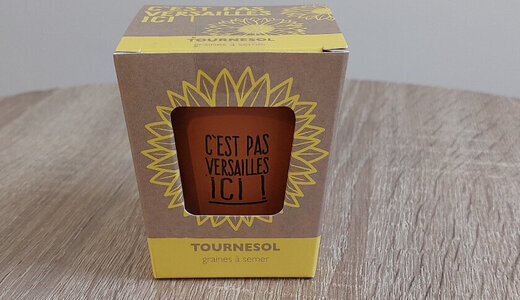 C'EST PAS
VERSAILLES
ICI !
TOURNESOL
graines à semer
C'EST PAS
VERSAILLES
ICI !
TOURNESOL
graines à semer